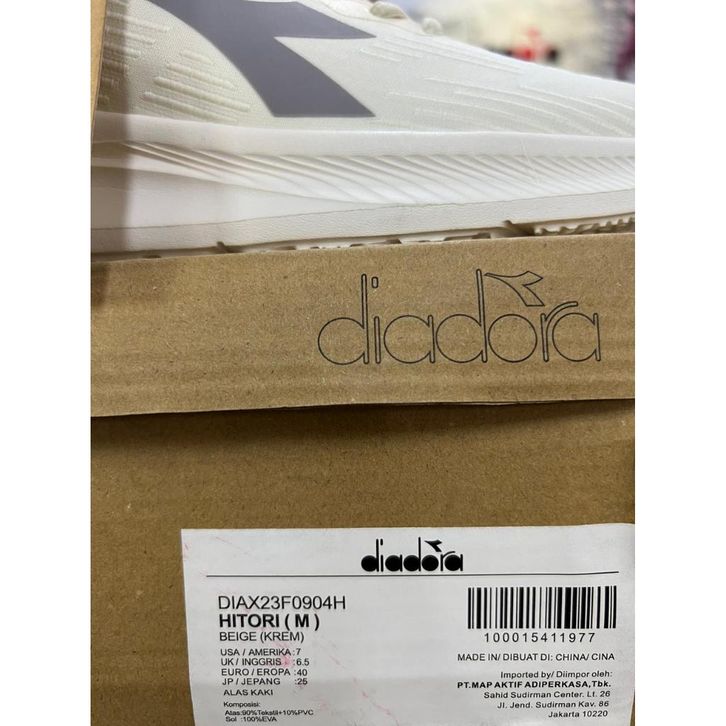 diadora
diadora
DIAX23F0904H
HITORI ( M )
BEIGE (KREM)
USA / AMERIKA :7
UK / INGGRIS :6.5
EURO / EROPA :40
JP / JEPANG :25
ALAS KAKI
Komposisi:
Atas:90%Tekstil+10%PVC
Sol :100%EVA
100015411977
MADE IN/ DIBUAT DI: CHINA/ CINA
Imported by/ Diimpor oleh:
PT.MAP AKTIF ADIPERKASA,Tbk.
Sahid Sudirman Center. Lt. 26
Jl. Jend. Sudirman Kav. 86
Jakarta 10220